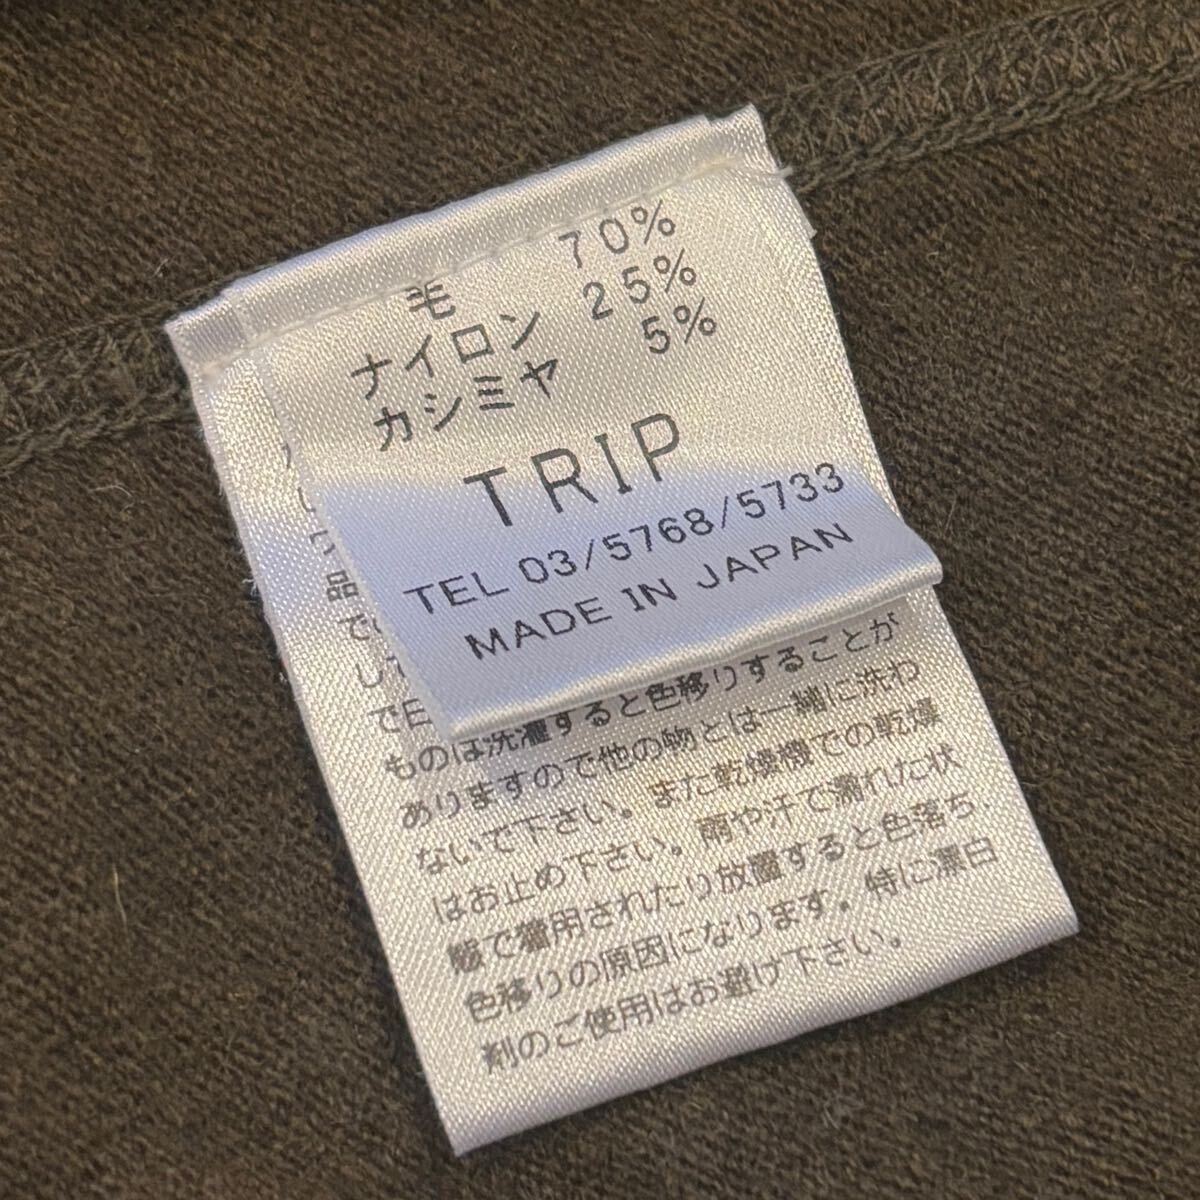 毛 70%
ナイロン 25%
カシミヤ 5%
TRIP
TEL 03/5768/5733
MADE IN JAPAN
品
で
し
で
ものは洗濯すると色移りすることが
ありますので他の物とは一緒に洗わ
ないで下さい。また乾燥機での乾燥
はお止め下さい。雨や汗で濡れた状
態で着用されたり放置すると色落ち.
色移りの原因になります。特に漂白
剤のご使用はお避け下さい。